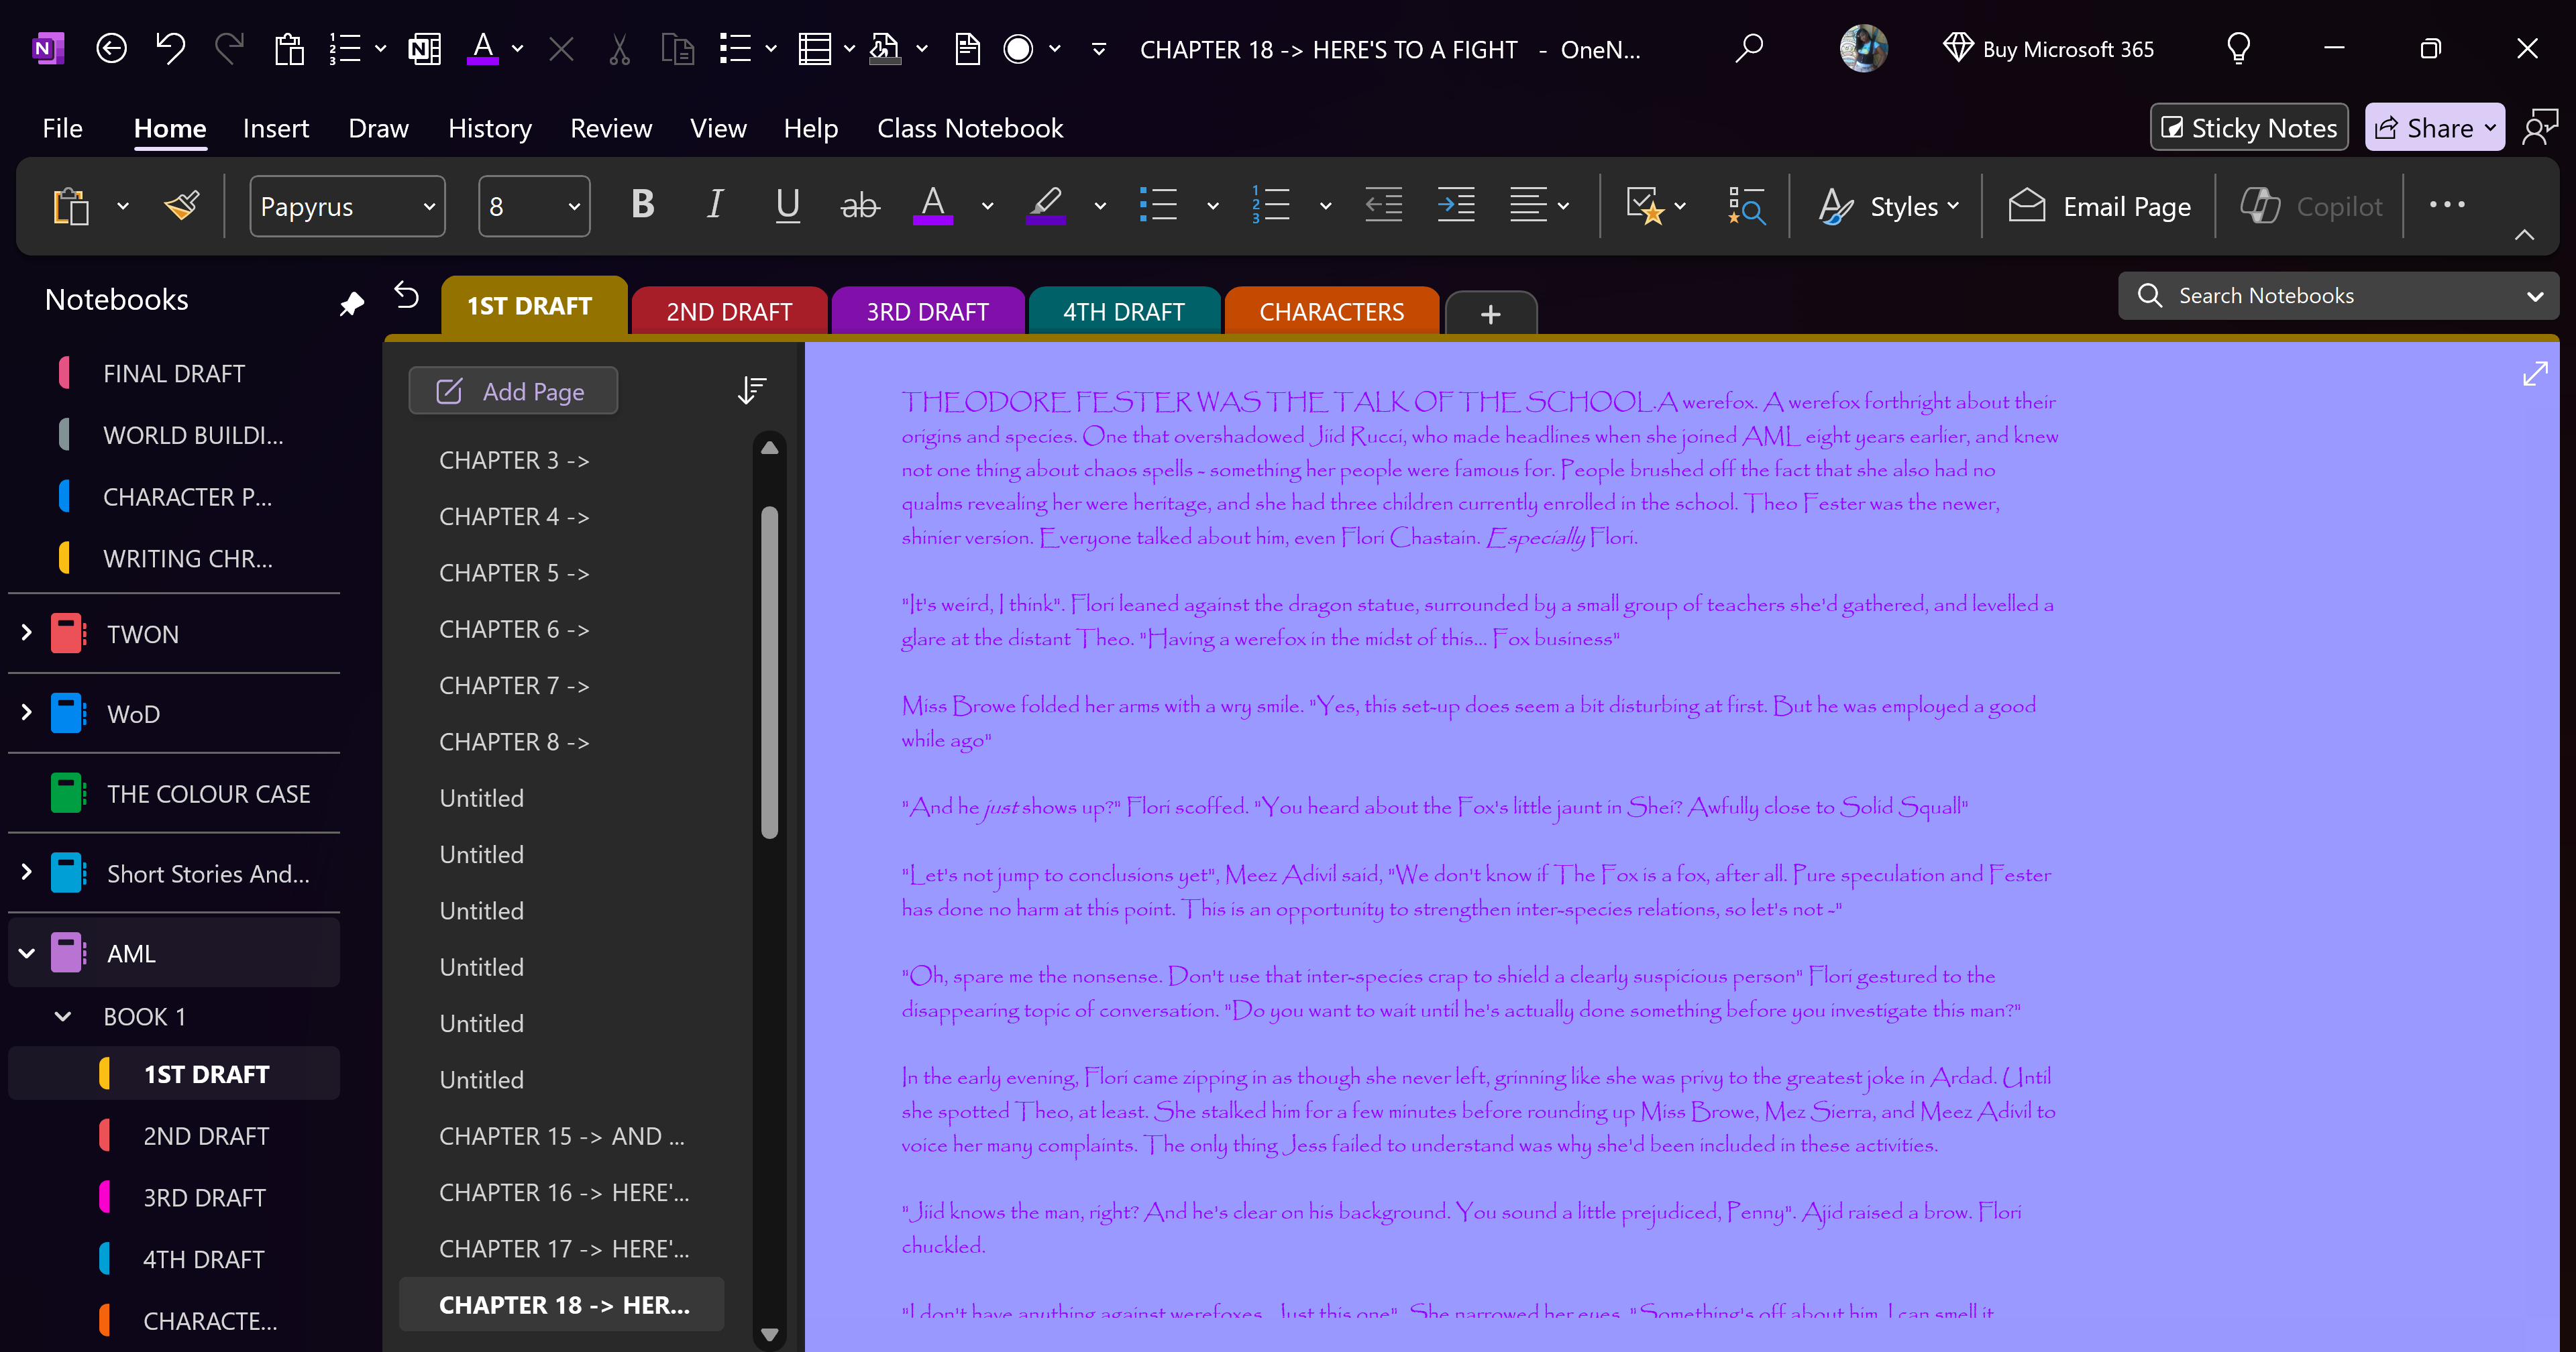 CHAPTER 18 -> HERE'S TO A FIGHT - OneN...
Buy Microsoft 365
File Home Insert Draw History Review View Help Class Notebook
Sticky Notes
Share
Papyrus
8
B I U ab A
Styles
Email Page
Copilot
Notebooks
1ST DRAFT
2ND DRAFT
3RD DRAFT
4TH DRAFT
CHARACTERS
+
Search Notebooks
FINAL DRAFT
WORLD BUILDI...
CHARACTER P...
WRITING CHR...
TWON
WoD
THE COLOUR CASE
Short Stories And...
AML
BOOK 1
1ST DRAFT
2ND DRAFT
3RD DRAFT
4TH DRAFT
CHARACTE...
Add Page
CHAPTER 3 ->
CHAPTER 4 ->
CHAPTER 5 ->
CHAPTER 6 ->
CHAPTER 7 ->
CHAPTER 8 ->
Untitled
Untitled
Untitled
Untitled
Untitled
Untitled
CHAPTER 15 -> AND ...
CHAPTER 16 -> HERE'...
CHAPTER 17 -> HERE'...
CHAPTER 18 -> HER...
THEODORE FESTER WAS THE TALK OF THE SCHOOL.A werefox. A werefox forthright about their
origins and species. One that overshadowed Jiid Rucci, who made headlines when she joined AML eight years earlier, and knew
not one thing about chaos spells - something her people were famous for. People brushed off the fact that she also had no
qualms revealing her were heritage, and she had three children currently enrolled in the school. Theo Fester was the newer,
shinier version. Everyone talked about him, even Flori Chastain. Especially Flori.
"It's weird, I think". Flori leaned against the dragon statue, surrounded by a small group of teachers she'd gathered, and levelled a
glare at the distant Theo. "Having a werefox in the midst of this... Fox business"
Miss Browe folded her arms with a wry smile. "Yes, this set-up does seem a bit disturbing at first. But he was employed a good
while ago"
"And he just shows up?" Flori scoffed. "You heard about the Fox's little jaunt in Shei? Awfully close to Solid Squall"
"Let's not jump to conclusions yet", Meez Adivil said, "We don't know if The Fox is a fox, after all. Pure speculation and Fester
has done no harm at this point. This is an opportunity to strengthen inter-species relations, so let's not -"
"Oh, spare me the nonsense. Don't use that inter-species crap to shield a clearly suspicious person" Flori gestured to the
disappearing topic of conversation. "Do you want to wait until he's actually done something before you investigate this man?"
In the early evening, Flori came zipping in as though she never left, grinning like she was privy to the greatest joke in Ardad. Until
she spotted Theo, at least. She stalked him for a few minutes before rounding up Miss Browe, Mez Sierra, and Meez Adivil to
voice her many complaints. The only thing Jess failed to understand was why she'd been included in these activities.
"Jiid knows the man, right? And he's clear on his background. You sound a little prejudiced, Penny". Ajid raised a brow. Flori
chuckled.
"I don't have anything against werefoxes. Just this one". She narrowed her eyes. "Something's off about him. I can smell it